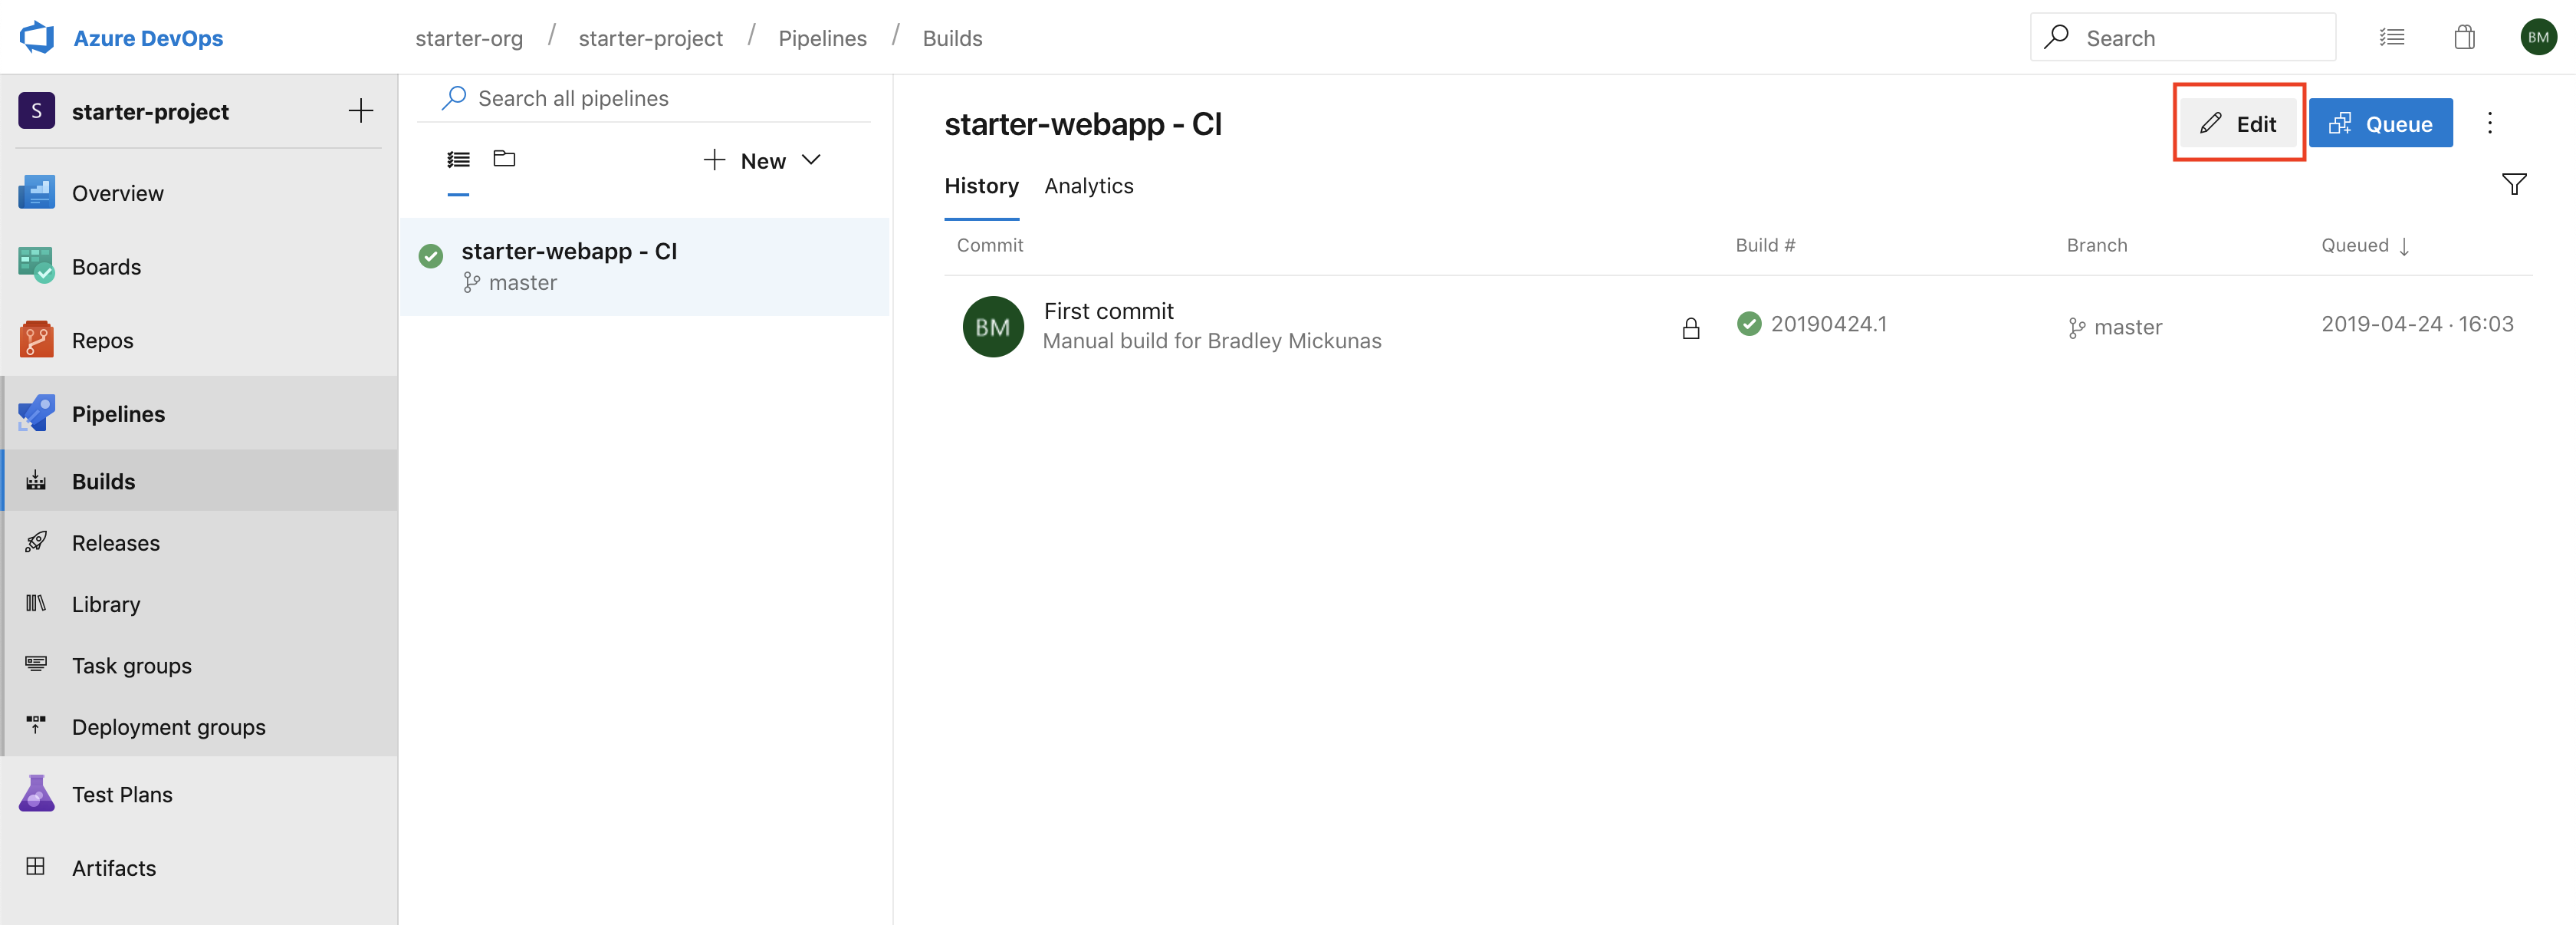 Azure DevOps
starter-org / starter-project / Pipelines / Builds
Search
BM
S
starter-project
Overview
Boards
Repos
Pipelines
Builds
Releases
Library
Task groups
Deployment groups
Test Plans
Artifacts
Search all pipelines
New
starter-webapp - CI
master
starter-webapp - CI
Edit
Queue
History
Analytics
Commit
Build #
Branch
Queued
BM
First commit
Manual build for Bradley Mickunas
20190424.1
master
2019-04-24 · 16:03